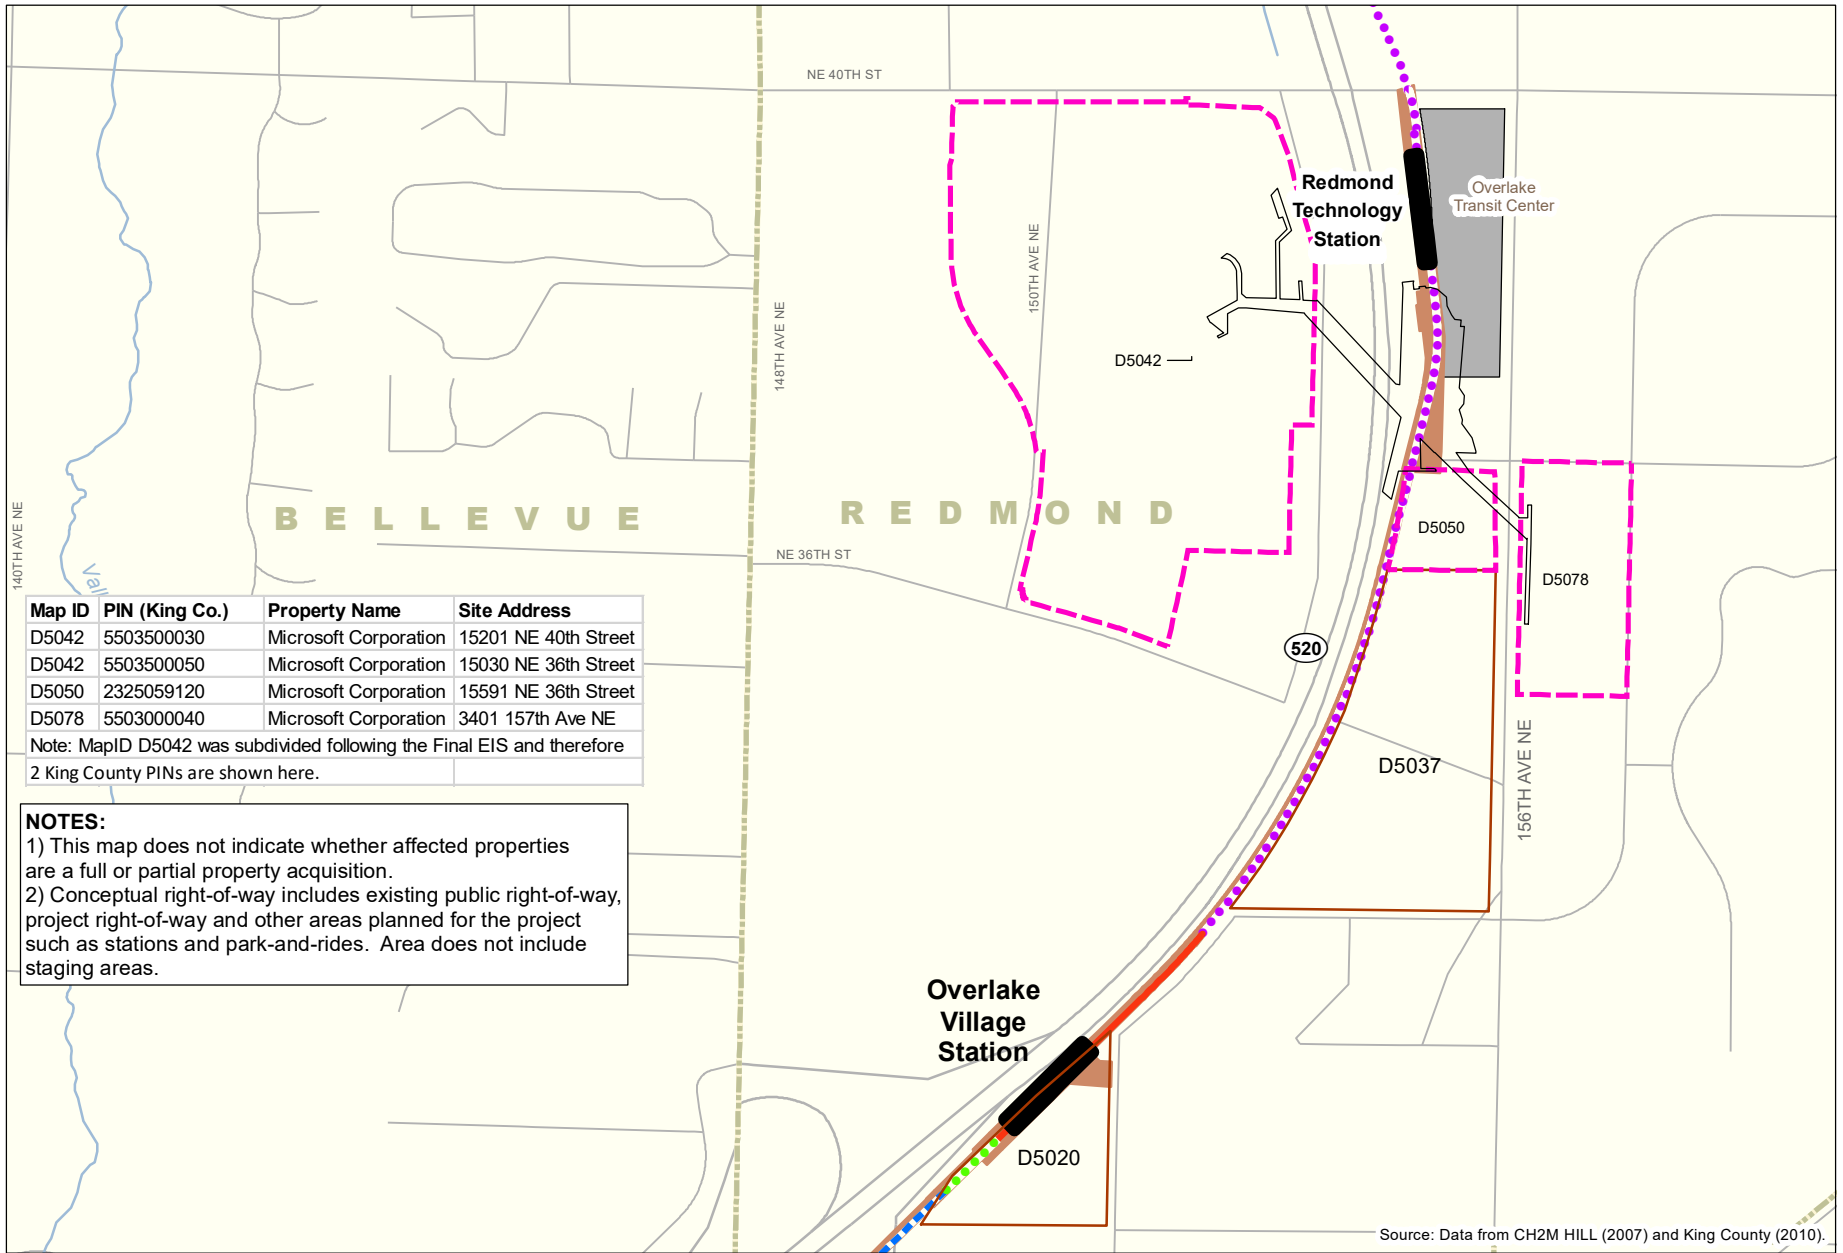 NE 40TH ST
Redmond
Technology
Station
Overlake
Transit Center
150TH AVE NE
148TH AVE NE
D5042
BELLEVUE
REDMOND
140TH AVE NE
D5050
NE 36TH ST
D5078
Map ID PIN (King Co.) Property Name Site Address
D5042 5503500030 Microsoft Corporation 15201 NE 40th Street
D5042 5503500050 Microsoft Corporation 15030 NE 36th Street
D5050 2325059120 Microsoft Corporation 15591 NE 36th Street
D5078 5503000040 Microsoft Corporation 3401 157th Ave NE
Note: MapID D5042 was subdivided following the Final EIS and therefore
2 King County PINs are shown here.
520
D5037
156TH AVE NE
NOTES:
1) This map does not indicate whether affected properties
are a full or partial property acquisition.
2) Conceptual right-of-way includes existing public right-of-way,
project right-of-way and other areas planned for the project
such as stations and park-and-rides. Area does not include
staging areas.
Overlake
Village
Station
D5020
Source: Data from CH2M HILL (2007) and King County (2010).